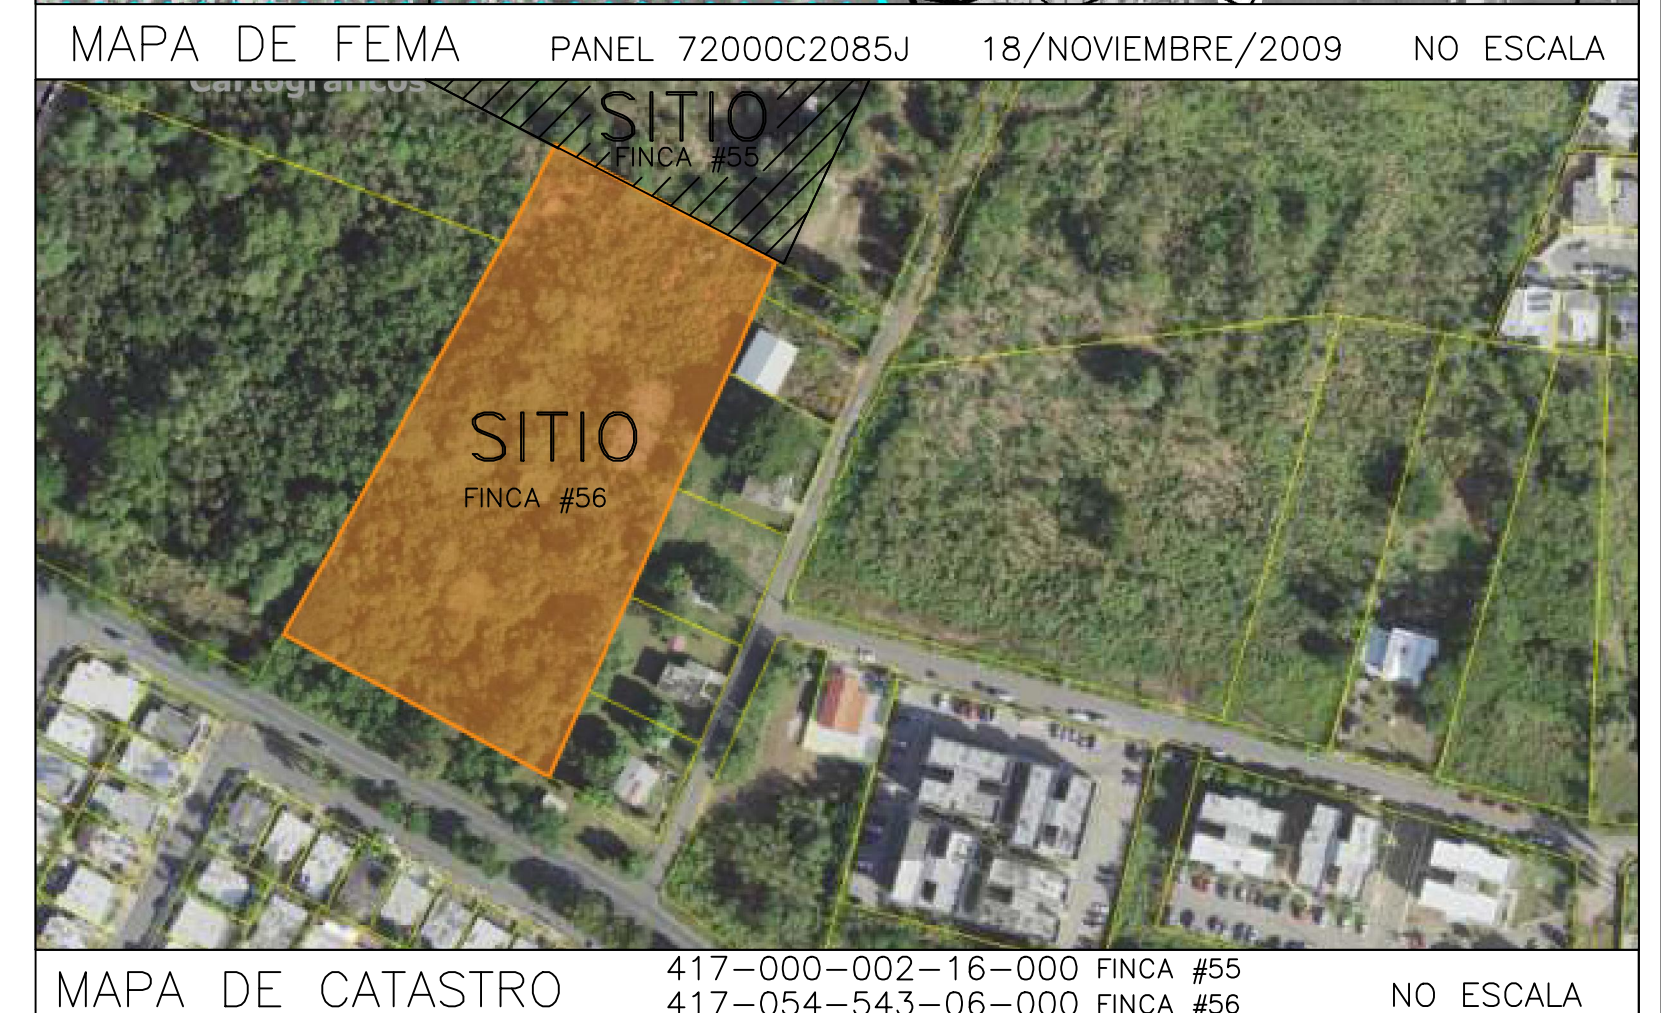 MAPA DE FEMA PANEL 72000C2085J 18/NOVIEMBRE/2009 NO ESCALA
Cartográficos
SITIO
FINCA #55
SITIO
FINCA #56
417-000-002-16-000 FINCA #55
MAPA DE CATASTRO NO ESCALA
417-054-543-06-000 FINCA #56